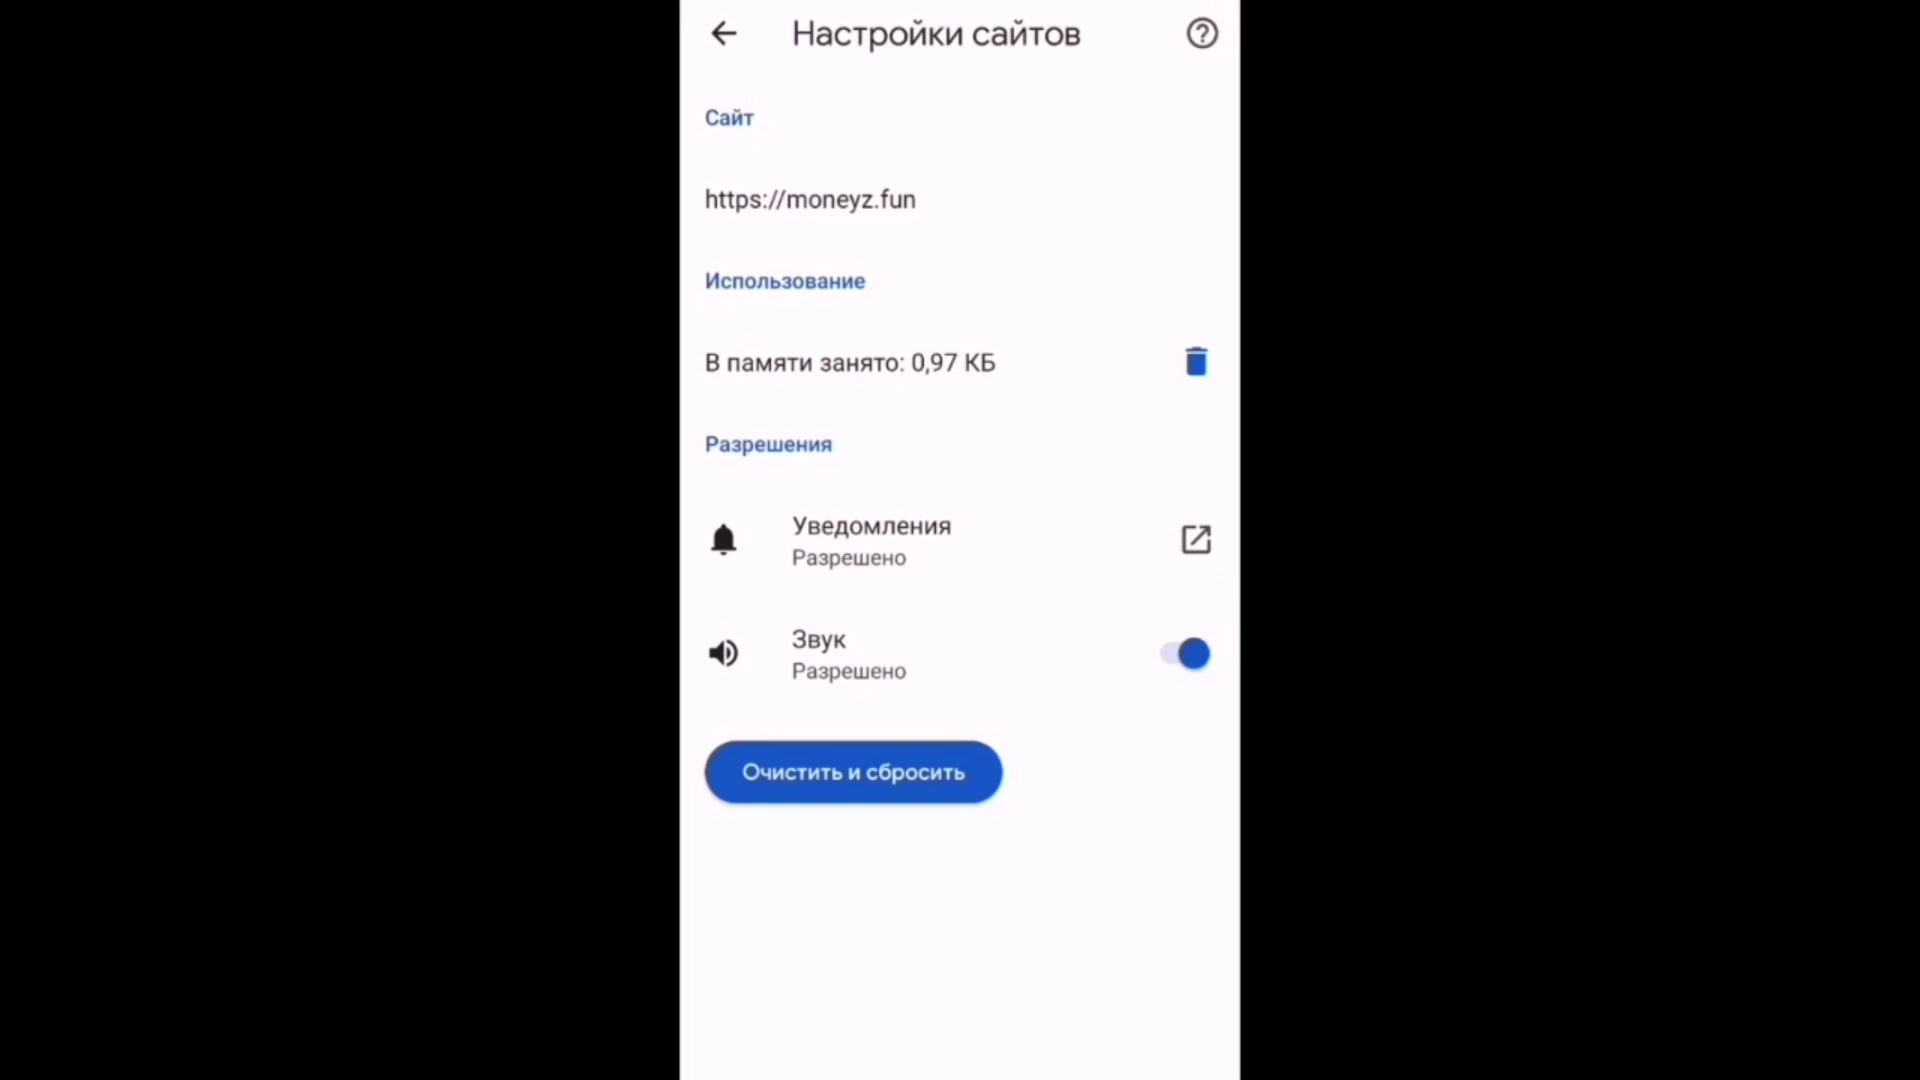 Настройки сайтов
Сайт
https://moneyz.fun
Использование
В памяти занято: 0,97 КБ
Разрешения
Уведомления
Разрешено
Звук
Разрешено
Очистить и сбросить